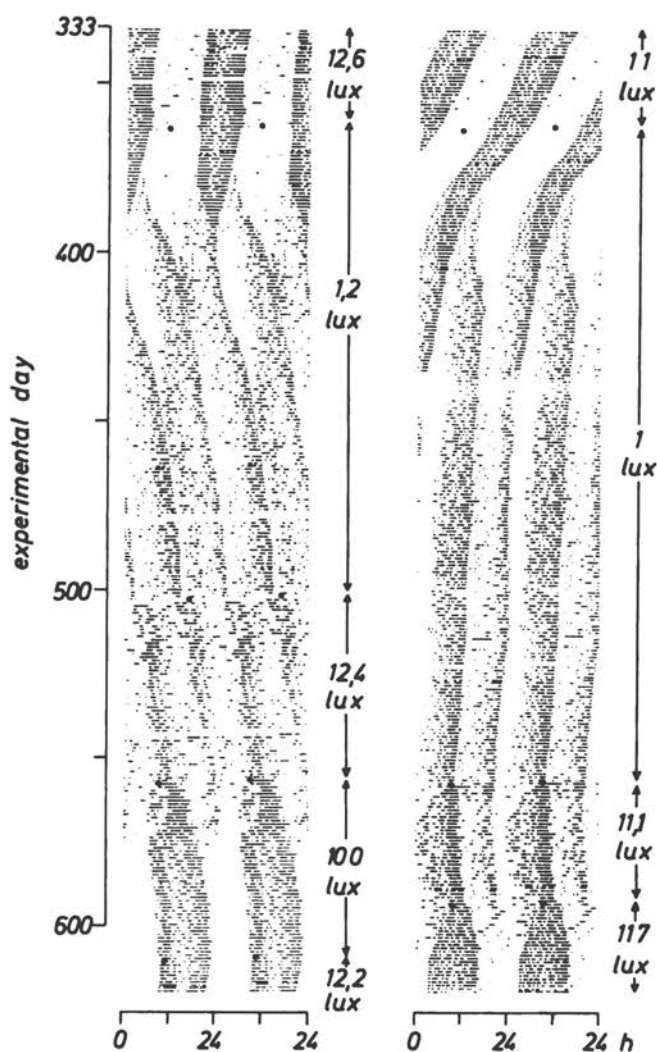 333
400
500
600
experimental day
12,6
lux
1,2
lux
12,4
lux
100
lux
12,2
lux
11
lux
1
lux
11,1
lux
117
lux
0 24 24
0 24 24 h